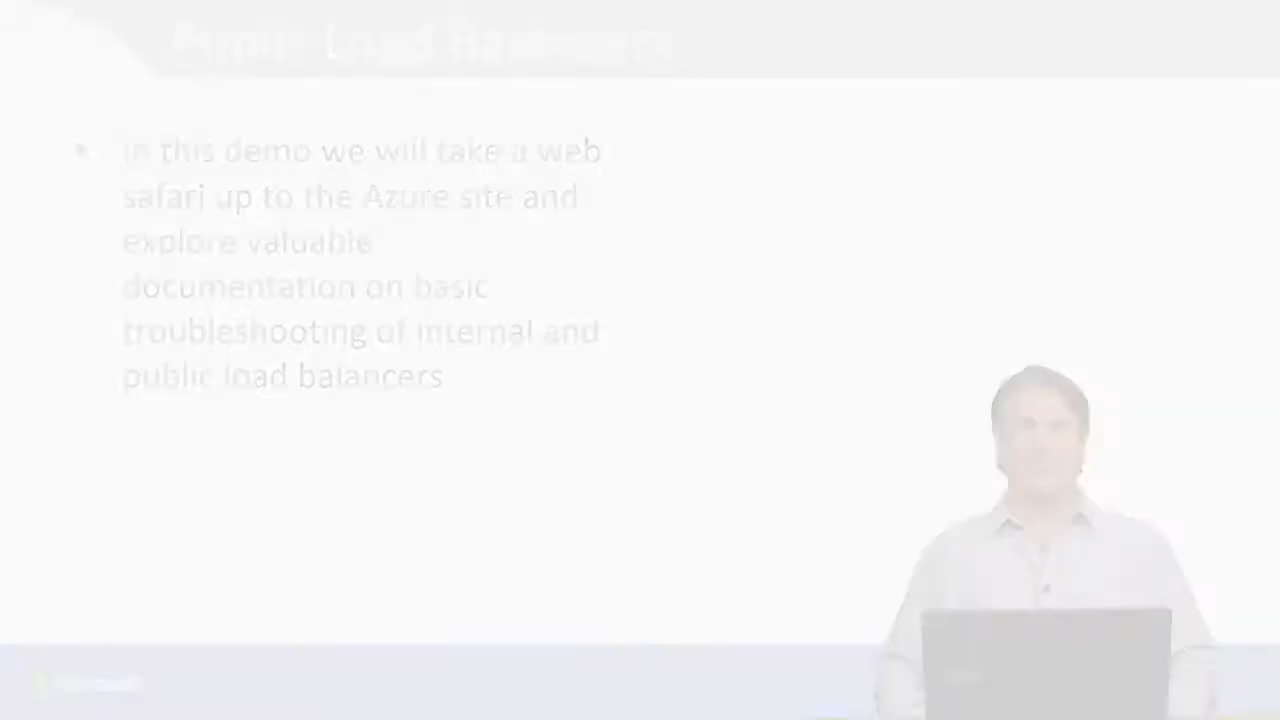 Load
In this demo we will take a web
safari up to the Azure site and
explore valuable
documentation on basic
troubleshooting of internal and
public load balancers